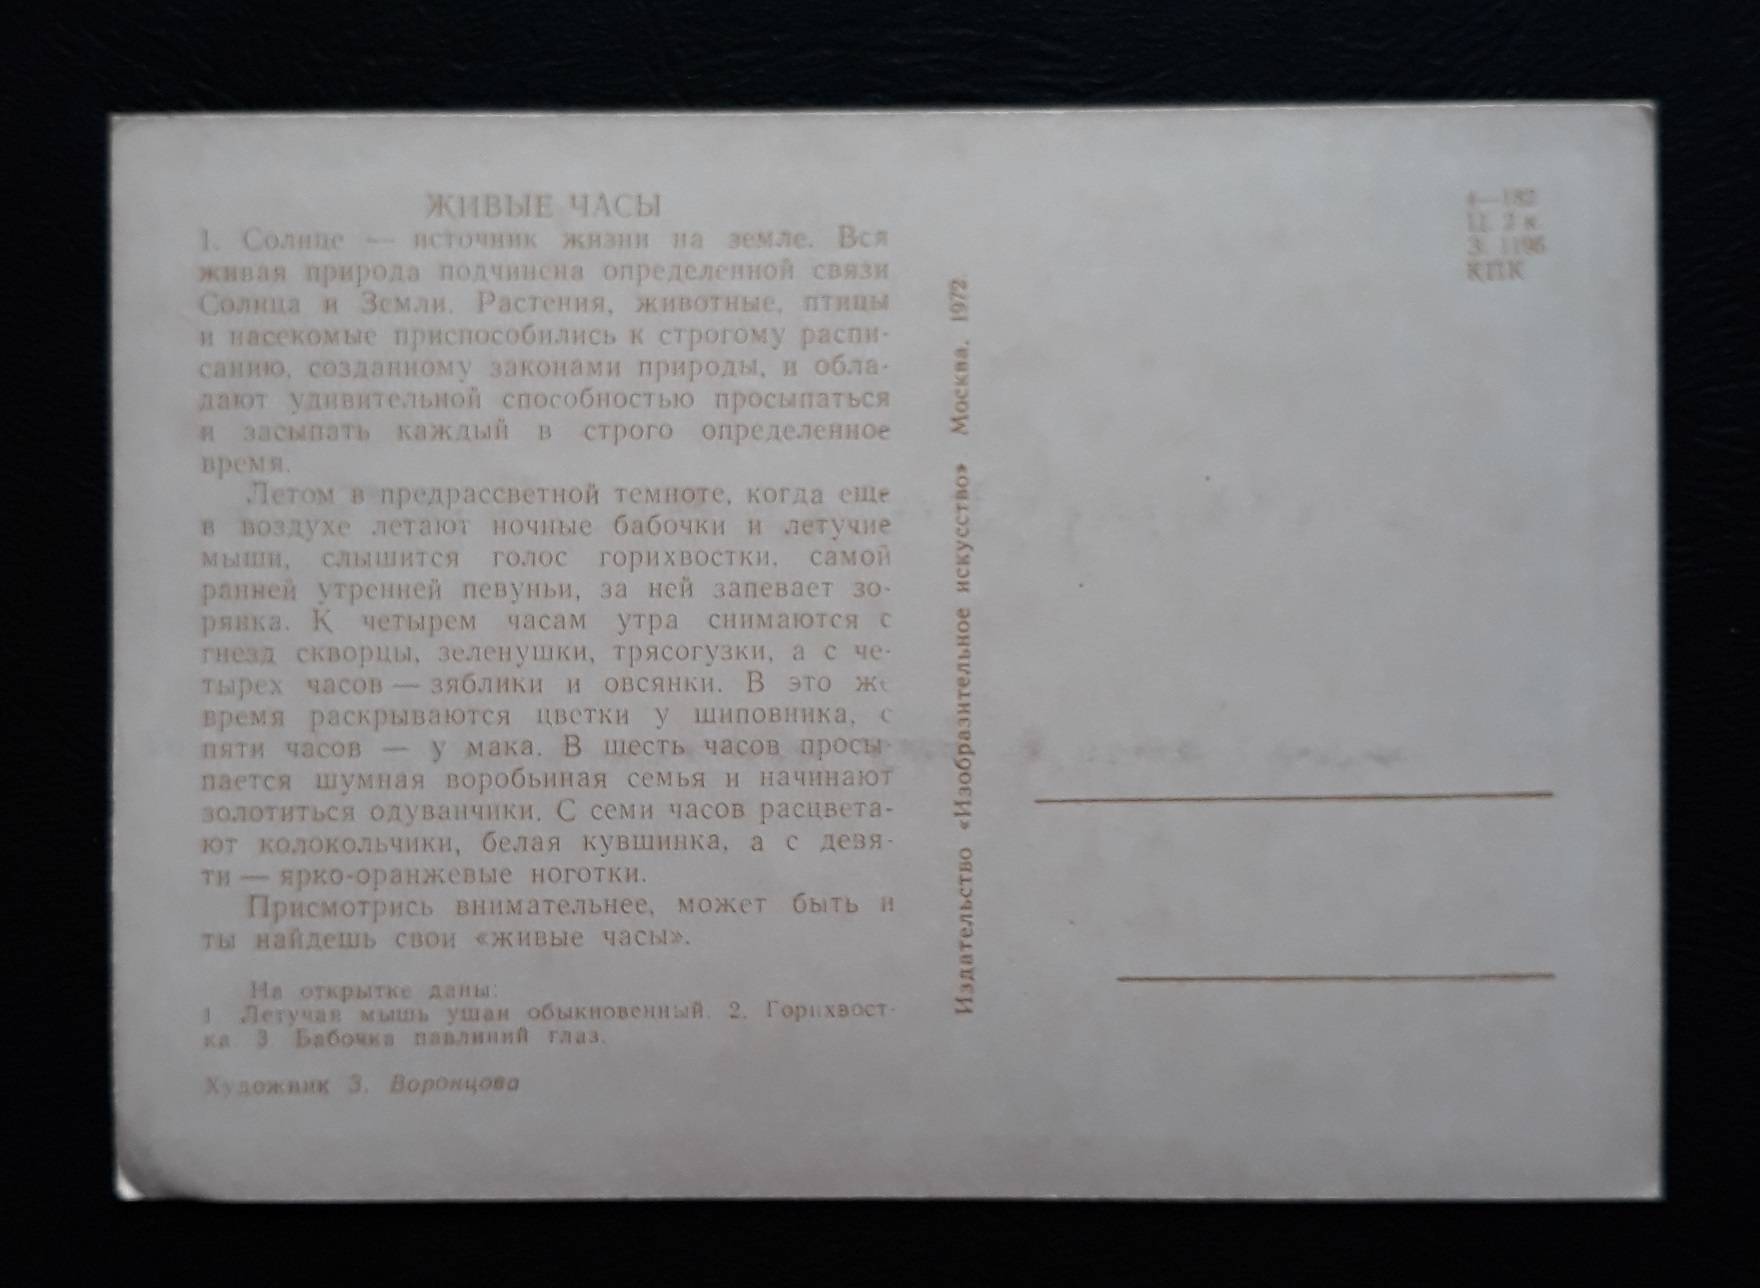 ЖИВЫЕ ЧАСЫ
1. Солнце — источник жизни на земле. Вся
живая природа подчинена определенной связи
Солнца и Земли. Растения, животные, птицы
и насекомые приспособились к строгому распи-
санию, созданному законами природы, и обла-
дают удивительной способностью просыпаться
и засыпать каждый в строго определенное
время.
Летом в предрассветной темноте, когда еще
в воздухе летают ночные бабочки и летучие
мыши, слышится голос горихвостки, самой
ранней утренней певуньи, за ней запевает зо-
рянка. К четырем часам утра снимаются с
гнезд скворцы, зеленушки, трясогузки, а с че-
тырех часов — зяблики и овсянки. В это же
время раскрываются цветки у шиповника, с
пяти часов — у мака. В шесть часов просы-
пается шумная воробьиная семья и начинают
золотиться одуванчики. С семи часов расцвета-
ют колокольчики, белая кувшинка, а с девя-
ти — ярко-оранжевые ноготки.
Присмотрись внимательнее, может быть и
ты найдешь свои «живые часы».
На открытке даны:
1 Летучая мышь ушан обыкновенный. 2. Горихвост-
ка 3 Бабочка павлиний глаз.
Художник З. Воронцова
Издательство «Изобразительное искусство» Москва. 1972.
4—182
Ц. 3 к.
З. 1196
КПК